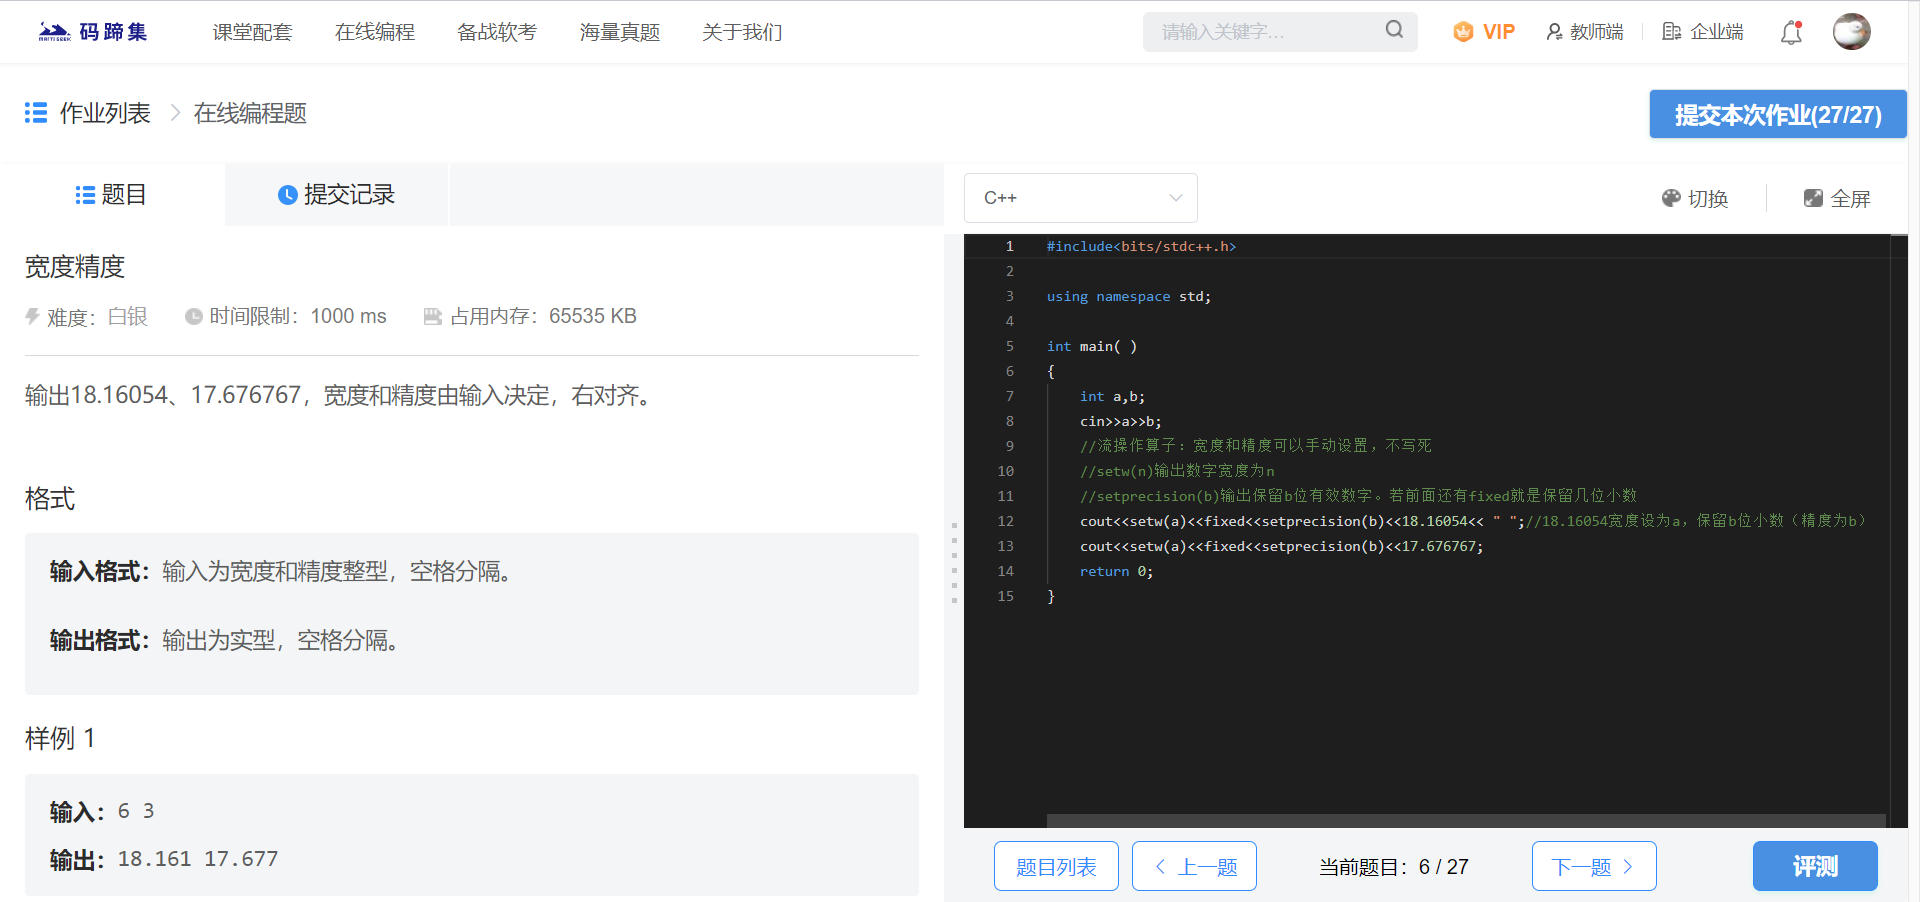 MAITI GEEK 码蹄集 课堂配套 在线编程 备战软考 海量真题 关于我们 请输入关键字... VIP 教师端 企业端
作业列表 > 在线编程题 提交本次作业(27/27)
题目 提交记录
宽度精度
难度：白银 时间限制：1000 ms 占用内存：65535 KB
输出18.16054、17.676767，宽度和精度由输入决定，右对齐。
格式
输入格式：输入为宽度和精度整型，空格分隔。
输出格式：输出为实型，空格分隔。
样例 1
输入：6 3
输出：18.161 17.677
C++ 切换 全屏
1 #include<bits/stdc++.h>
2
3 using namespace std;
4
5 int main( )
6 {
7 int a,b;
8 cin>>a>>b;
9 //流操作算子：宽度和精度可以手动设置，不写死
10 //setw(n)输出数字宽度为n
11 //setprecision(b)输出保留b位有效数字。若前面还有fixed就是保留几位小数
12 cout<<setw(a)<<fixed<<setprecision(b)<<18.16054<< " ";//18.16054宽度设为a，保留b位小数（精度为b）
13 cout<<setw(a)<<fixed<<setprecision(b)<<17.676767;
14 return 0;
15 }
题目列表 < 上一题 当前题目：6 / 27 下一题 > 评测